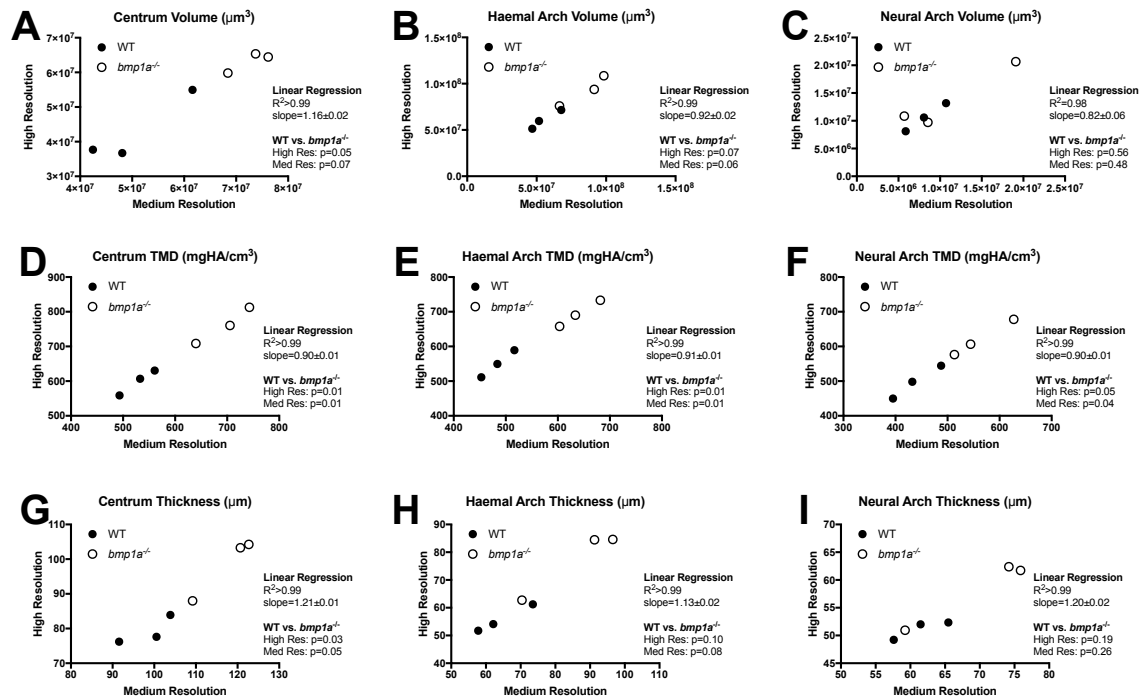 A
Centrum Volume (µm³)
7×10⁷
6×10⁷
5×10⁷
4×10⁷
3×10⁷
High Resolution
WT
bmp1a⁻/⁻
Linear Regression
R²>0.99
slope=1.16±0.02
WT vs. bmp1a⁻/⁻
High Res: p=0.05
Med Res: p=0.07
4×10⁷ 5×10⁷ 6×10⁷ 7×10⁷ 8×10⁷
Medium Resolution
B
Haemal Arch Volume (µm³)
1.5×10⁸
1.0×10⁸
5.0×10⁷
0.0
High Resolution
WT
bmp1a⁻/⁻
Linear Regression
R²>0.99
slope=0.92±0.02
WT vs. bmp1a⁻/⁻
High Res: p=0.07
Med Res: p=0.06
0.0 5.0×10⁷ 1.0×10⁸ 1.5×10⁸
Medium Resolution
C
Neural Arch Volume (µm³)
2.5×10⁷
2.0×10⁷
1.5×10⁷
1.0×10⁷
5.0×10⁶
0.0
High Resolution
WT
bmp1a⁻/⁻
Linear Regression
R²=0.98
slope=0.82±0.06
WT vs. bmp1a⁻/⁻
High Res: p=0.56
Med Res: p=0.48
0.0 5.0×10⁶ 1.0×10⁷ 1.5×10⁷ 2.0×10⁷ 2.5×10⁷
Medium Resolution
D
Centrum TMD (mgHA/cm³)
900
800
700
600
500
High Resolution
WT
bmp1a⁻/⁻
Linear Regression
R²>0.99
slope=0.90±0.01
WT vs. bmp1a⁻/⁻
High Res: p=0.01
Med Res: p=0.01
400 500 600 700 800
Medium Resolution
E
Haemal Arch TMD (mgHA/cm³)
800
700
600
500
400
High Resolution
WT
bmp1a⁻/⁻
Linear Regression
R²>0.99
slope=0.91±0.01
WT vs. bmp1a⁻/⁻
High Res: p=0.01
Med Res: p=0.01
400 500 600 700 800
Medium Resolution
F
Neural Arch TMD (mgHA/cm³)
800
700
600
500
400
High Resolution
WT
bmp1a⁻/⁻
Linear Regression
R²>0.99
slope=0.90±0.01
WT vs. bmp1a⁻/⁻
High Res: p=0.05
Med Res: p=0.04
300 400 500 600 700
Medium Resolution
G
Centrum Thickness (µm)
110
100
90
80
70
High Resolution
WT
bmp1a⁻/⁻
Linear Regression
R²>0.99
slope=1.21±0.01
WT vs. bmp1a⁻/⁻
High Res: p=0.03
Med Res: p=0.05
80 90 100 110 120 130
Medium Resolution
H
Haemal Arch Thickness (µm)
90
80
70
60
50
40
High Resolution
WT
bmp1a⁻/⁻
Linear Regression
R²>0.99
slope=1.13±0.02
WT vs. bmp1a⁻/⁻
High Res: p=0.10
Med Res: p=0.08
50 60 70 80 90 100 110
Medium Resolution
I
Neural Arch Thickness (µm)
70
65
60
55
50
45
High Resolution
WT
bmp1a⁻/⁻
Linear Regression
R²>0.99
slope=1.20±0.02
WT vs. bmp1a⁻/⁻
High Res: p=0.19
Med Res: p=0.26
55 60 65 70 75 80
Medium Resolution